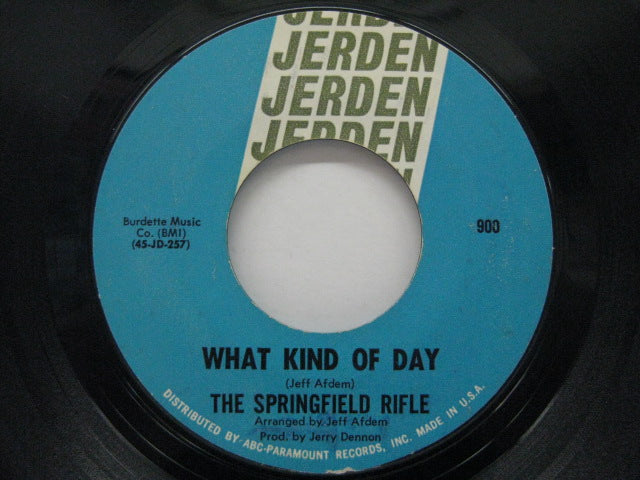 JERDEN
JERDEN
JERDEN
JERDEN
Burdette Music
Co. (BMI)
(45-JD-257)
900
WHAT KIND OF DAY
(Jeff Afdem)
THE SPRINGFIELD RIFLE
Arranged by Jeff Afdem
Prod. by Jerry Dennon
DISTRIBUTED BY ABC-PARAMOUNT RECORDS, INC. MADE IN U.S.A.